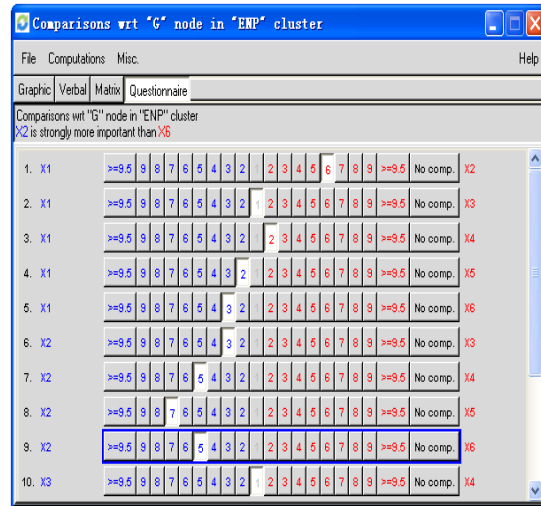 Comparisons wrt "G" node in "ENP" cluster
File Computations Misc. Help
Graphic Verbal Matrix Questionnaire
Comparisons wrt "G" node in "ENP" cluster
X2 is strongly more important than X6
1. X1 >=9.5 9 8 7 6 5 4 3 2 1 2 3 4 5 6 7 8 9 >=9.5 No comp. X2
2. X1 >=9.5 9 8 7 6 5 4 3 2 1 2 3 4 5 6 7 8 9 >=9.5 No comp. X3
3. X1 >=9.5 9 8 7 6 5 4 3 2 1 2 3 4 5 6 7 8 9 >=9.5 No comp. X4
4. X1 >=9.5 9 8 7 6 5 4 3 2 1 2 3 4 5 6 7 8 9 >=9.5 No comp. X5
5. X1 >=9.5 9 8 7 6 5 4 3 2 1 2 3 4 5 6 7 8 9 >=9.5 No comp. X6
6. X2 >=9.5 9 8 7 6 5 4 3 2 1 2 3 4 5 6 7 8 9 >=9.5 No comp. X3
7. X2 >=9.5 9 8 7 6 5 4 3 2 1 2 3 4 5 6 7 8 9 >=9.5 No comp. X4
8. X2 >=9.5 9 8 7 6 5 4 3 2 1 2 3 4 5 6 7 8 9 >=9.5 No comp. X5
9. X2 >=9.5 9 8 7 6 5 4 3 2 1 2 3 4 5 6 7 8 9 >=9.5 No comp. X6
10. X3 >=9.5 9 8 7 6 5 4 3 2 1 2 3 4 5 6 7 8 9 >=9.5 No comp. X4